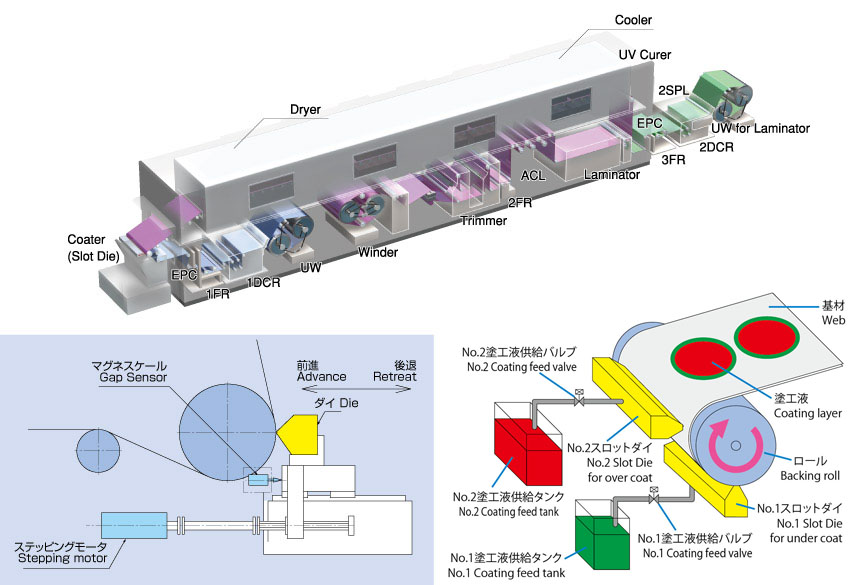 Cooler
UV Curer
Dryer
2SPL
EPC
UW for Laminator
2DCR
3FR
Laminator
ACL
2FR
Trimmer
Winder
UW
1DCR
1FR
EPC
Coater
(Slot Die)
マグネスケール
Gap Sensor
前進
Advance
後退
Retreat
ダイ Die
ステッピングモータ
Stepping motor
基材
Web
No.2塗工液供給バルブ
No.2 Coating feed valve
塗工液
Coating layer
No.2スロットダイ
No.2 Slot Die
for over coat
ロール
Backing roll
No.2塗工液供給タンク
No.2 Coating feed tank
No.1スロットダイ
No.1 Slot Die
for under coat
No.1塗工液供給バルブ
No.1 Coating feed valve
No.1塗工液供給タンク
No.1 Coating feed tank